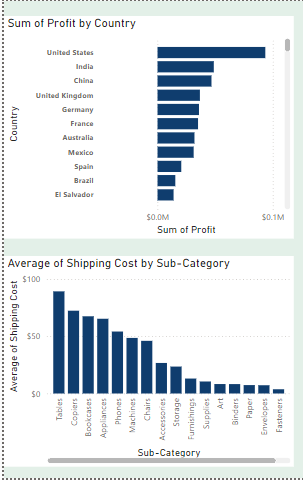 Sum of Profit by Country
Country
United States
India
China
United Kingdom
Germany
France
Australia
Mexico
Spain
Brazil
El Salvador
$0.0M $0.1M
Sum of Profit
Average of Shipping Cost by Sub-Category
Average of Shipping Cost
$100
$50
$0
Tables
Copiers
Bookcases
Appliances
Phones
Machines
Chairs
Accessories
Storage
Furnishings
Supplies
Art
Binders
Paper
Envelopes
Fasteners
Sub-Category